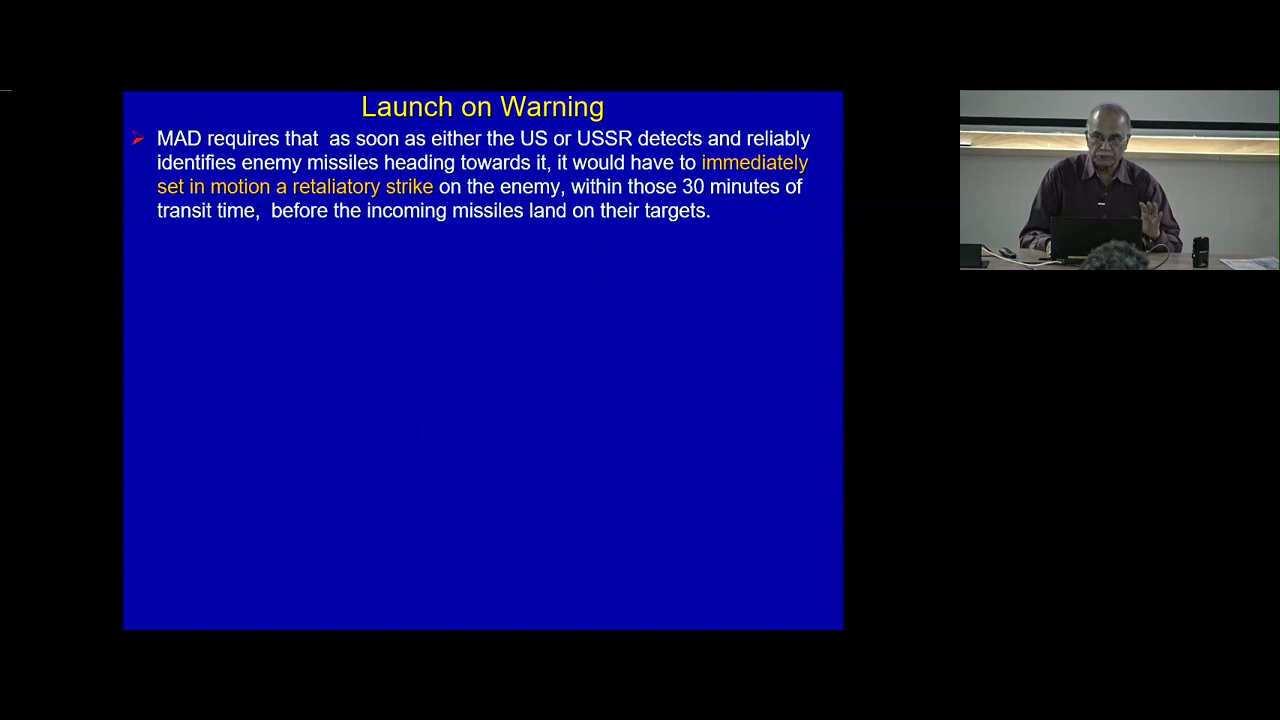 Launch on Warning
MAD requires that as soon as either the US or USSR detects and reliably
identifies enemy missiles heading towards it, it would have to immediately
set in motion a retaliatory strike on the enemy, within those 30 minutes of
transit time, before the incoming missiles land on their targets.